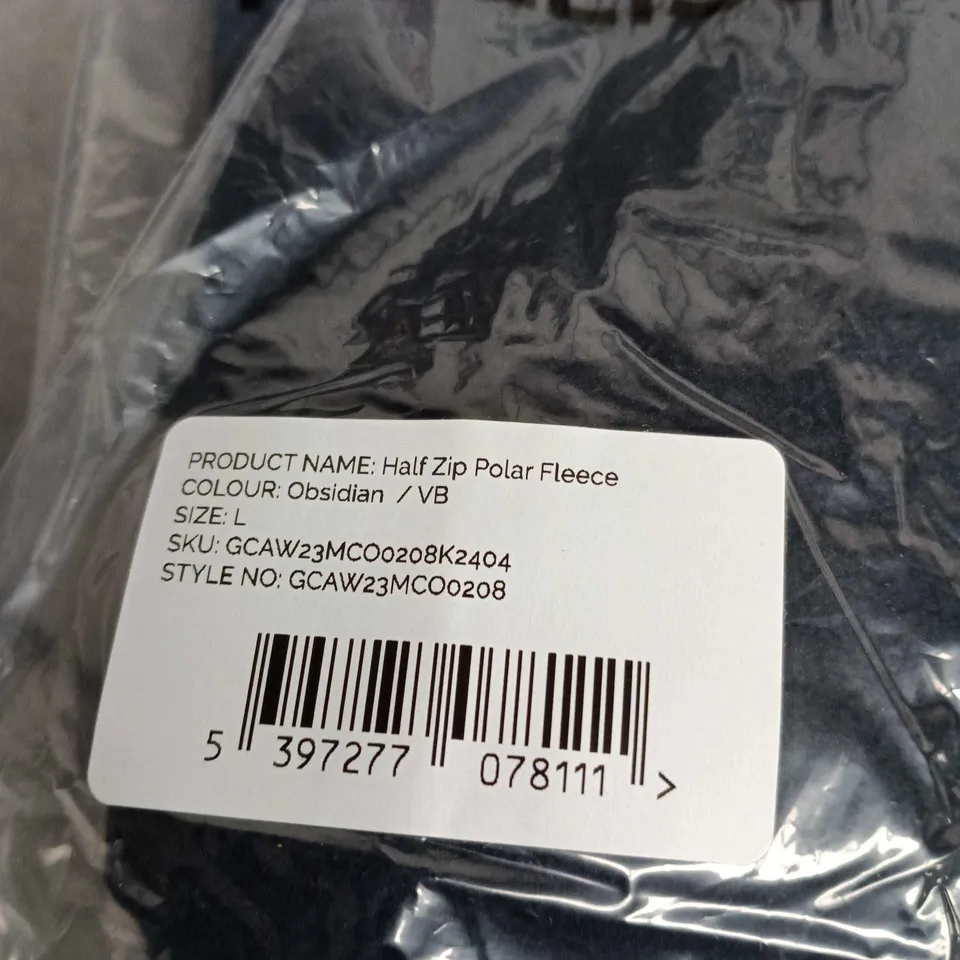 PRODUCT NAME: Half Zip Polar Fleece
COLOUR: Obsidian / VB
SIZE: L
SKU: GCAW23MCO0208K2404
STYLE NO: GCAW23MCO0208
5 397277 078111 >